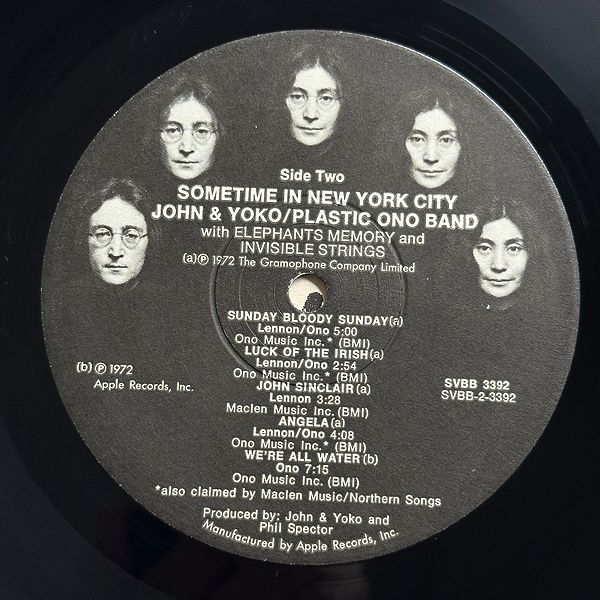 Side Two
SOMETIME IN NEW YORK CITY
JOHN & YOKO/PLASTIC ONO BAND
with ELEPHANTS MEMORY and
INVISIBLE STRINGS
(a)Ⓟ 1972 The Gramophone Company Limited
SUNDAY BLOODY SUNDAY(a)
Lennon/Ono 5:00
Ono Music Inc.* (BMI)
LUCK OF THE IRISH(a)
Lennon/Ono 2:54
Ono Music Inc.* (BMI)
JOHN SINCLAIR (a)
Lennon 3:28
Maclen Music Inc.(BMI)
ANGELA(a)
Lennon/Ono 4:08
Ono Music Inc.* (BMI)
WE'RE ALL WATER(b)
Ono 7:15
Ono Music Inc. (BMI)
(b) Ⓟ 1972
Apple Records, Inc.
SVBB 3392
SVBB-2-3392
*also claimed by Maclen Music/Northern Songs
Produced by: John & Yoko and
Phil Spector
Manufactured by Apple Records, Inc.